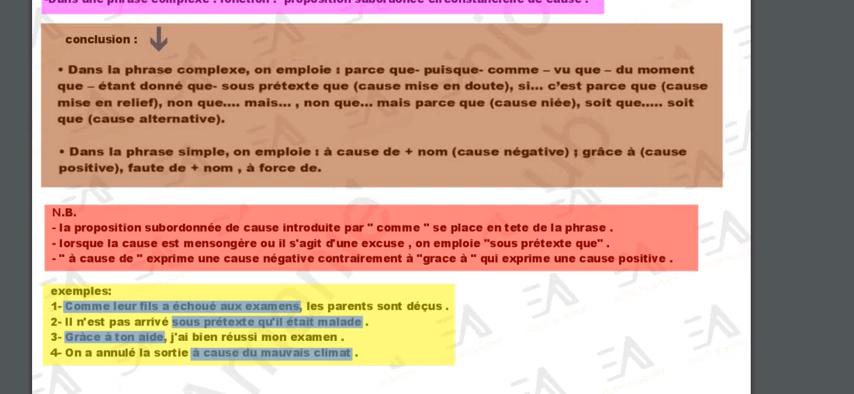 conclusion :
• Dans la phrase complexe, on emploie : parce que- puisque- comme – vu que – du moment
que – étant donné que- sous prétexte que (cause mise en doute), si... c'est parce que (cause
mise en relief), non que.... mais... , non que... mais parce que (cause niée), soit que..... soit
que (cause alternative).
• Dans la phrase simple, on emploie : à cause de + nom (cause négative) ; grâce à (cause
positive), faute de + nom , à force de.
N.B.
- la proposition subordonnée de cause introduite par " comme " se place en tete de la phrase .
- lorsque la cause est mensongère ou il s'agit d'une excuse , on emploie "sous prétexte que" .
- " à cause de " exprime une cause négative contrairement à "grace à " qui exprime une cause positive .
exemples:
1- Comme leur fils a échoué aux examens, les parents sont déçus .
2- Il n'est pas arrivé sous prétexte qu'il était malade .
3- Grâce à ton aide, j'ai bien réussi mon examen .
4- On a annulé la sortie à cause du mauvais climat .